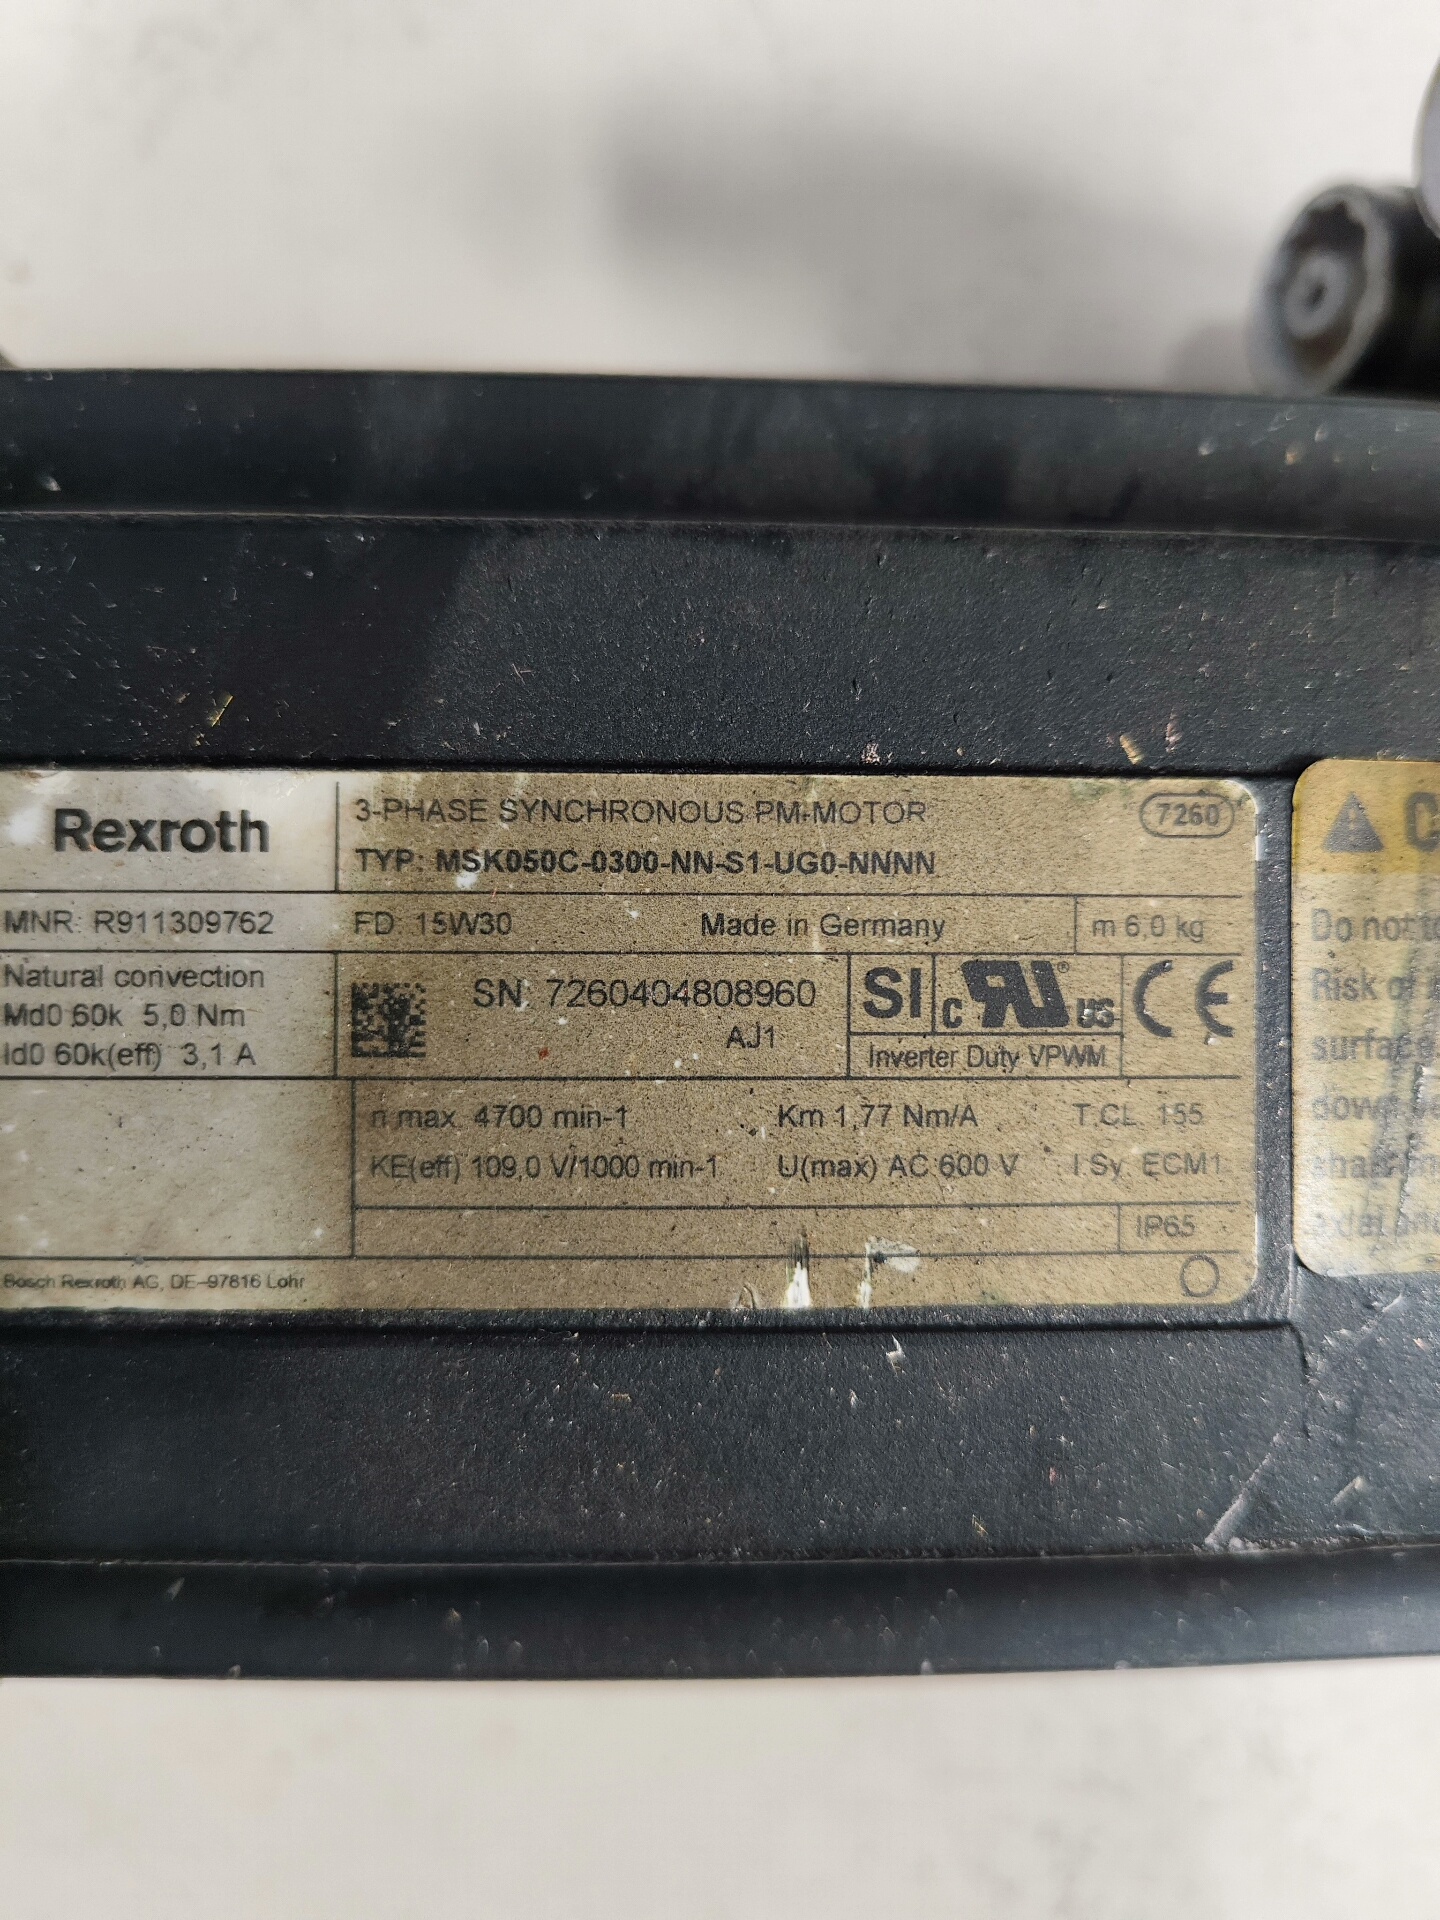 Rexroth
3-PHASE SYNCHRONOUS PM-MOTOR
7260
TYP: MSK050C-0300-NN-S1-UG0-NNNN
MNR: R911309762
FD 15W30
Made in Germany
m 6,0 kg
Natural convection
Md0 60k 5,0 Nm
Id0 60k(eff) 3,1 A
SN 7260404808960
AJ1
SI
c RU ® US
CE
Inverter Duty VPWM
n max 4700 min-1
Km 1,77 Nm/A
T.CL. 155
KE(eff) 109,0 V/1000 min-1
U(max) AC 600 V
I.Sy. ECM1
IP65
Bosch Rexroth AG, DE-97816 Lohr
Do not
Risk of
surface